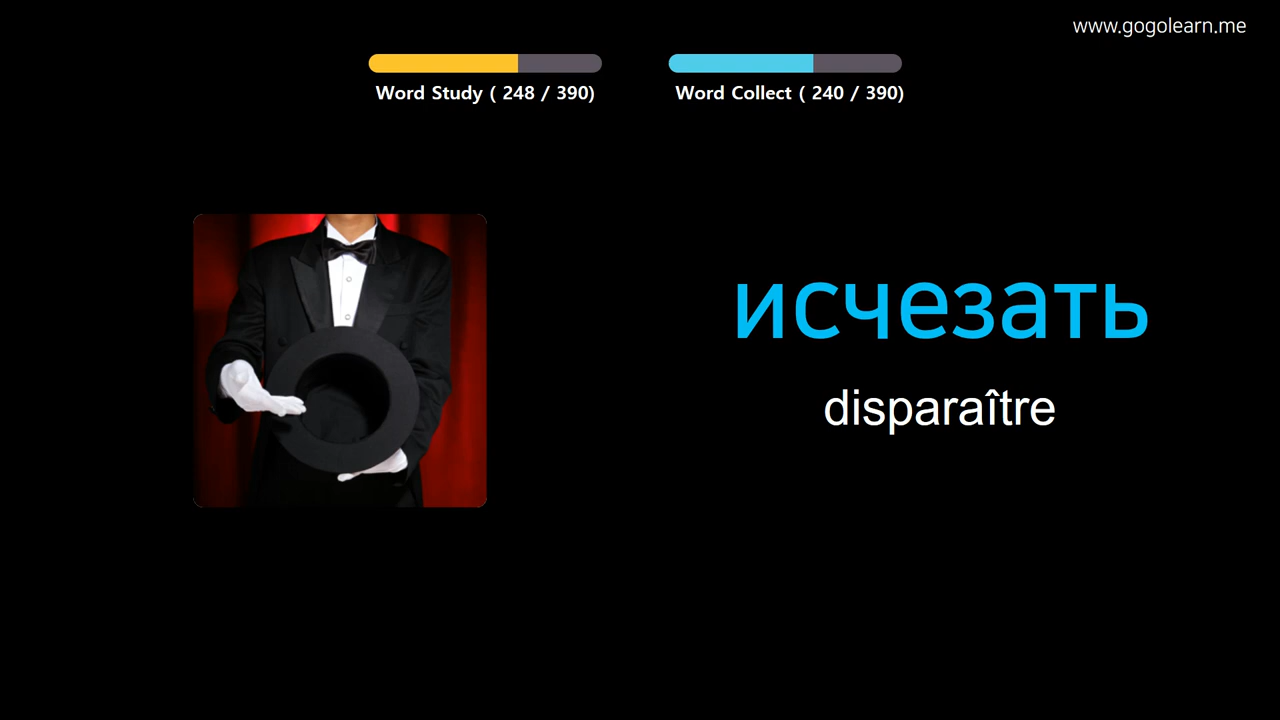 www.gogolearn.me
Word Study ( 248 / 390)
Word Collect ( 240 / 390)
исчезать
disparaître